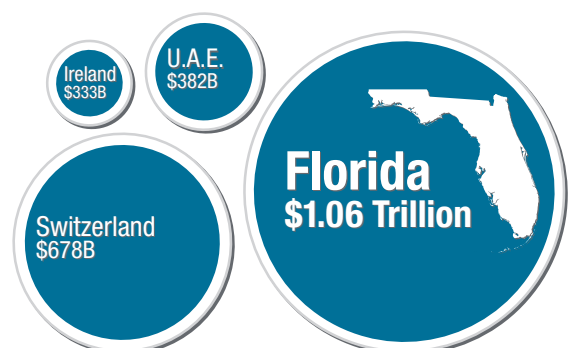 Ireland
$333B
U.A.E.
$382B
Florida
$1.06 Trillion
Switzerland
$678B